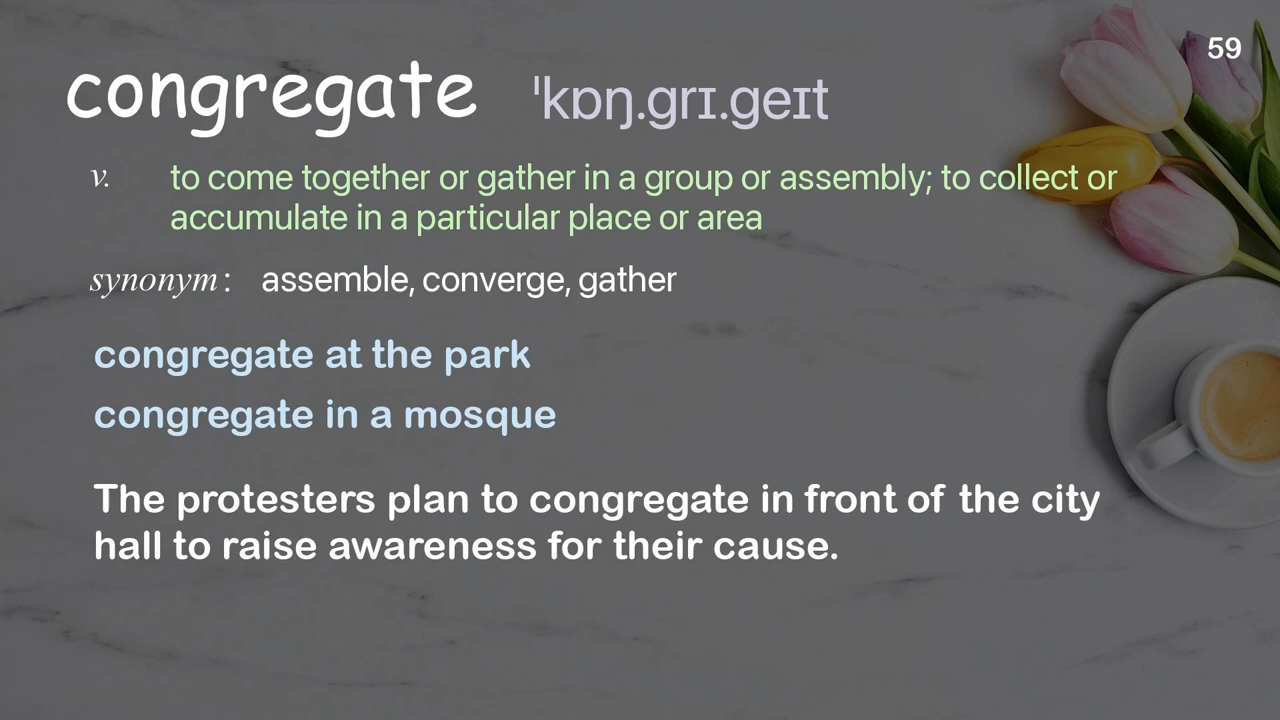 59
congregate ˈkɒŋ.grɪ.geɪt
v. to come together or gather in a group or assembly; to collect or
accumulate in a particular place or area
synonym: assemble, converge, gather
congregate at the park
congregate in a mosque
The protesters plan to congregate in front of the city
hall to raise awareness for their cause.